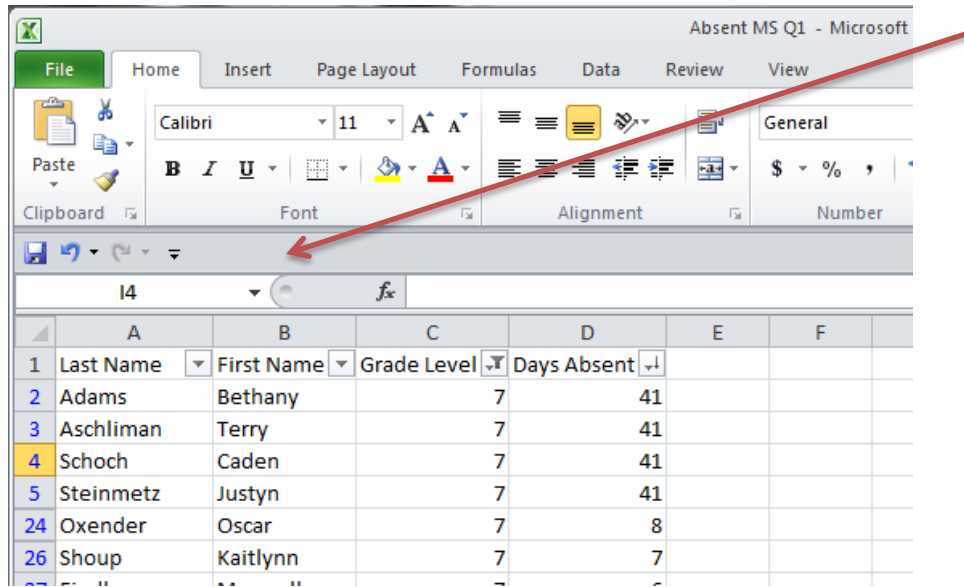 Absent MS Q1 - Microsoft
File Home Insert Page Layout Formulas Data Review View
Calibri 11 A A General
Paste B I U A a $ % ,
Clipboard Font Alignment Number
I4 fx
A B C D E F
1 Last Name First Name Grade Level Days Absent
2 Adams Bethany 7 41
3 Aschliman Terry 7 41
4 Schoch Caden 7 41
5 Steinmetz Justyn 7 41
24 Oxender Oscar 7 8
26 Shoup Kaitlynn 7 7